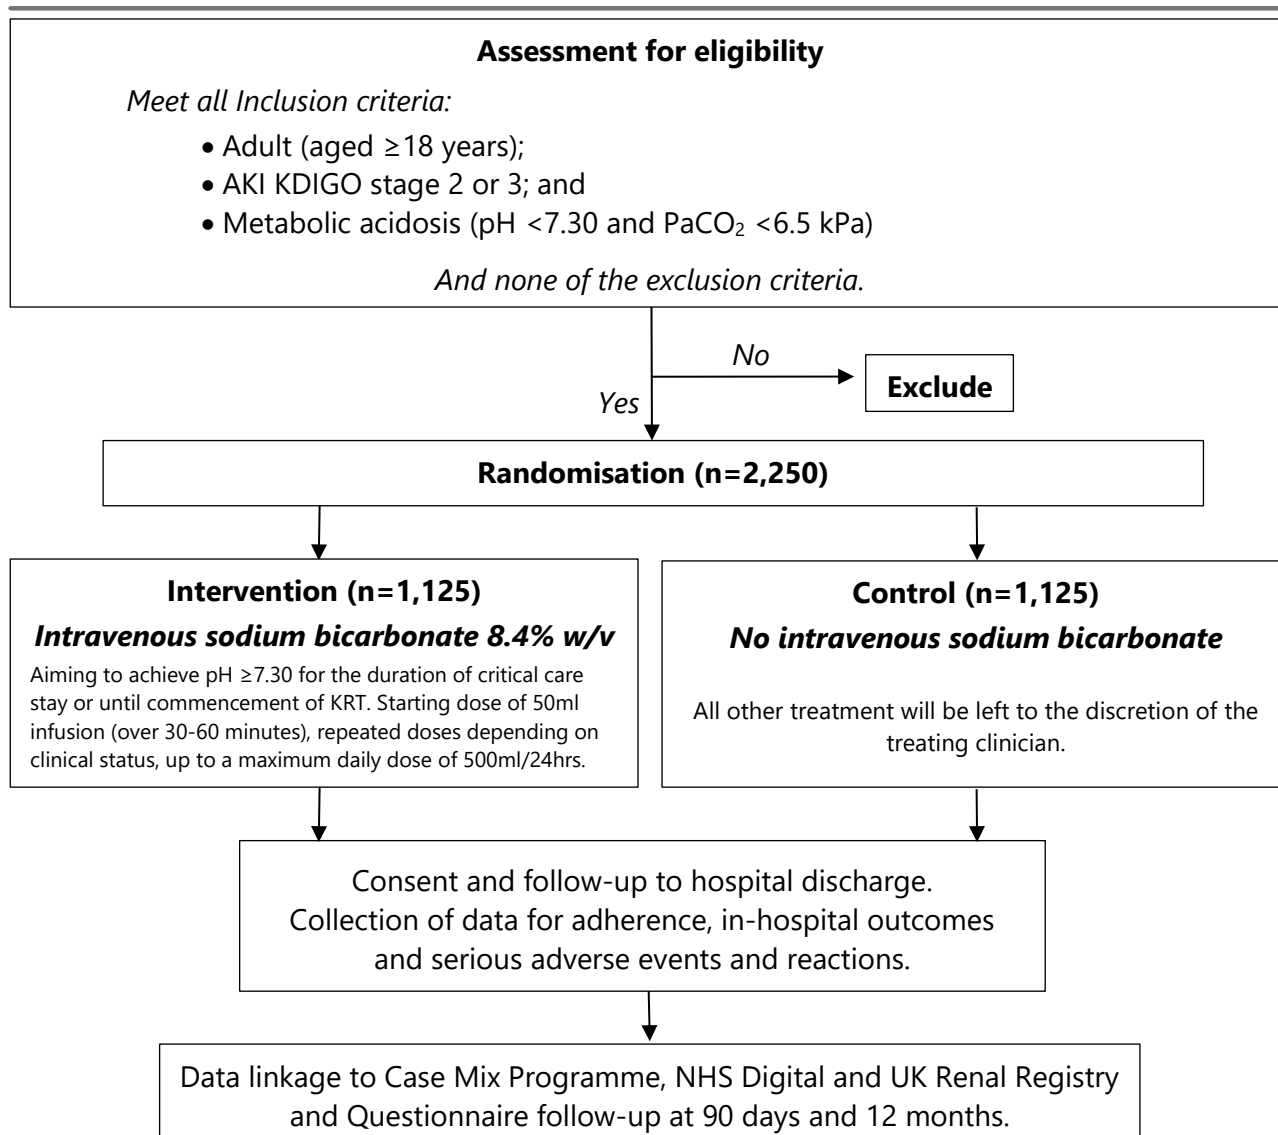 Assessment for eligibility
Meet all Inclusion criteria:
• Adult (aged ≥18 years);
• AKI KDIGO stage 2 or 3; and
• Metabolic acidosis (pH <7.30 and PaCO₂ <6.5 kPa)
And none of the exclusion criteria.
No
Exclude
Yes
Randomisation (n=2,250)
Intervention (n=1,125)
Intravenous sodium bicarbonate 8.4% w/v
Aiming to achieve pH ≥7.30 for the duration of critical care
stay or until commencement of KRT. Starting dose of 50ml
infusion (over 30-60 minutes), repeated doses depending on
clinical status, up to a maximum daily dose of 500ml/24hrs.
Control (n=1,125)
No intravenous sodium bicarbonate
All other treatment will be left to the discretion of the
treating clinician.
Consent and follow-up to hospital discharge.
Collection of data for adherence, in-hospital outcomes
and serious adverse events and reactions.
Data linkage to Case Mix Programme, NHS Digital and UK Renal Registry
and Questionnaire follow-up at 90 days and 12 months.